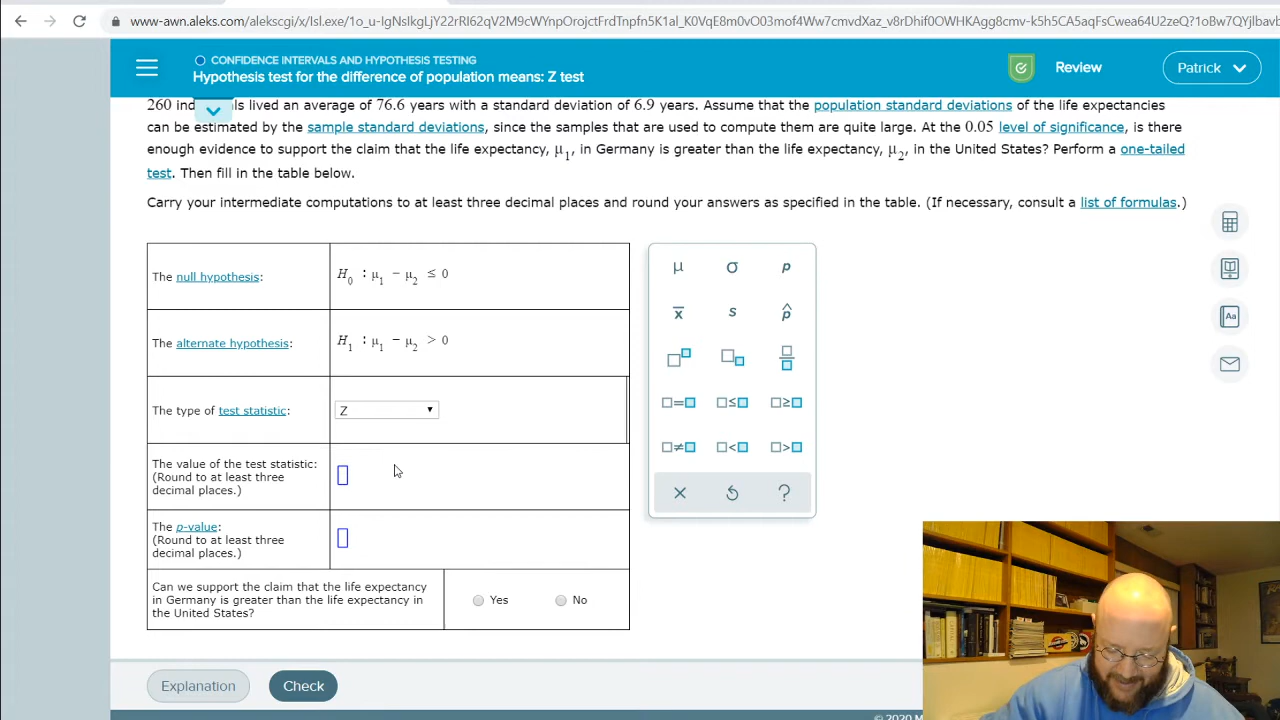 www-awn.aleks.com/alekscgi/x/Isl.exe/1o_u-IgNsIkgLjY22rRI62qV2M9cWYnpOrojctFrdTnpfn5K1al_K0VqE8m0vO03mof4Ww7cmvdXaz_v8rDhif0OWHKAgg8cmv-k5h5CA5aqFsCwea64U2zeQ?1oBw7QYjlbavb
CONFIDENCE INTERVALS AND HYPOTHESIS TESTING
Hypothesis test for the difference of population means: Z test
Review
Patrick
260 ind ls lived an average of 76.6 years with a standard deviation of 6.9 years. Assume that the population standard deviations of the life expectancies
can be estimated by the sample standard deviations, since the samples that are used to compute them are quite large. At the 0.05 level of significance, is there
enough evidence to support the claim that the life expectancy, μ1, in Germany is greater than the life expectancy, μ2, in the United States? Perform a one-tailed
test. Then fill in the table below.
Carry your intermediate computations to at least three decimal places and round your answers as specified in the table. (If necessary, consult a list of formulas.)
The null hypothesis:
H0 : μ1 − μ2 ≤ 0
The alternate hypothesis:
H1 : μ1 − μ2 > 0
The type of test statistic:
Z
The value of the test statistic:
(Round to at least three
decimal places.)
The p-value:
(Round to at least three
decimal places.)
Can we support the claim that the life expectancy
in Germany is greater than the life expectancy in
the United States?
Yes No
μ σ p
x̄ s p̂
□=□ □≤□ □≥□
□≠□ □<□ □>□
× ?
Aa
Explanation
Check
© 2020 M